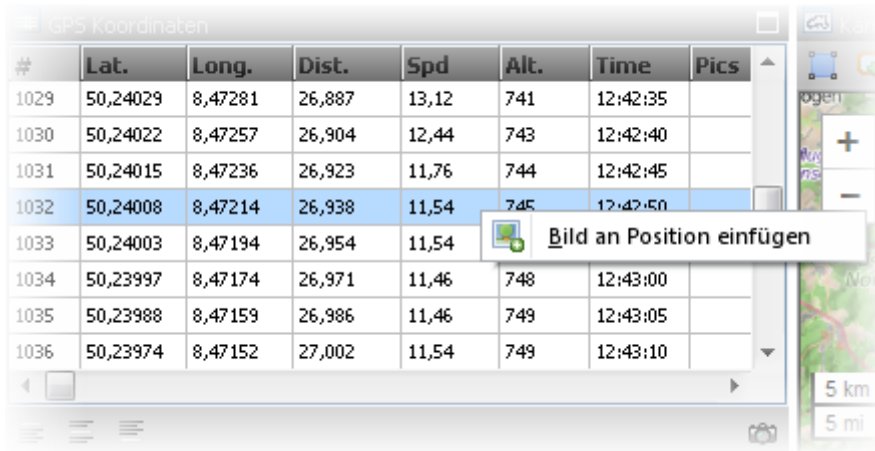 GPS Koordinaten
# Lat. Long. Dist. Spd Alt. Time Pics
1029 50,24029 8,47281 26,887 13,12 741 12:42:35
1030 50,24022 8,47257 26,904 12,44 743 12:42:40
1031 50,24015 8,47236 26,923 11,76 744 12:42:45
1032 50,24008 8,47214 26,938 11,54 745 12:42:50
Bild an Position einfügen
1033 50,24003 8,47194 26,954 11,54
1034 50,23997 8,47174 26,971 11,46 748 12:43:00
1035 50,23988 8,47159 26,986 11,46 749 12:43:05
1036 50,23974 8,47152 27,002 11,54 749 12:43:10
+
−
5 km
5 mi